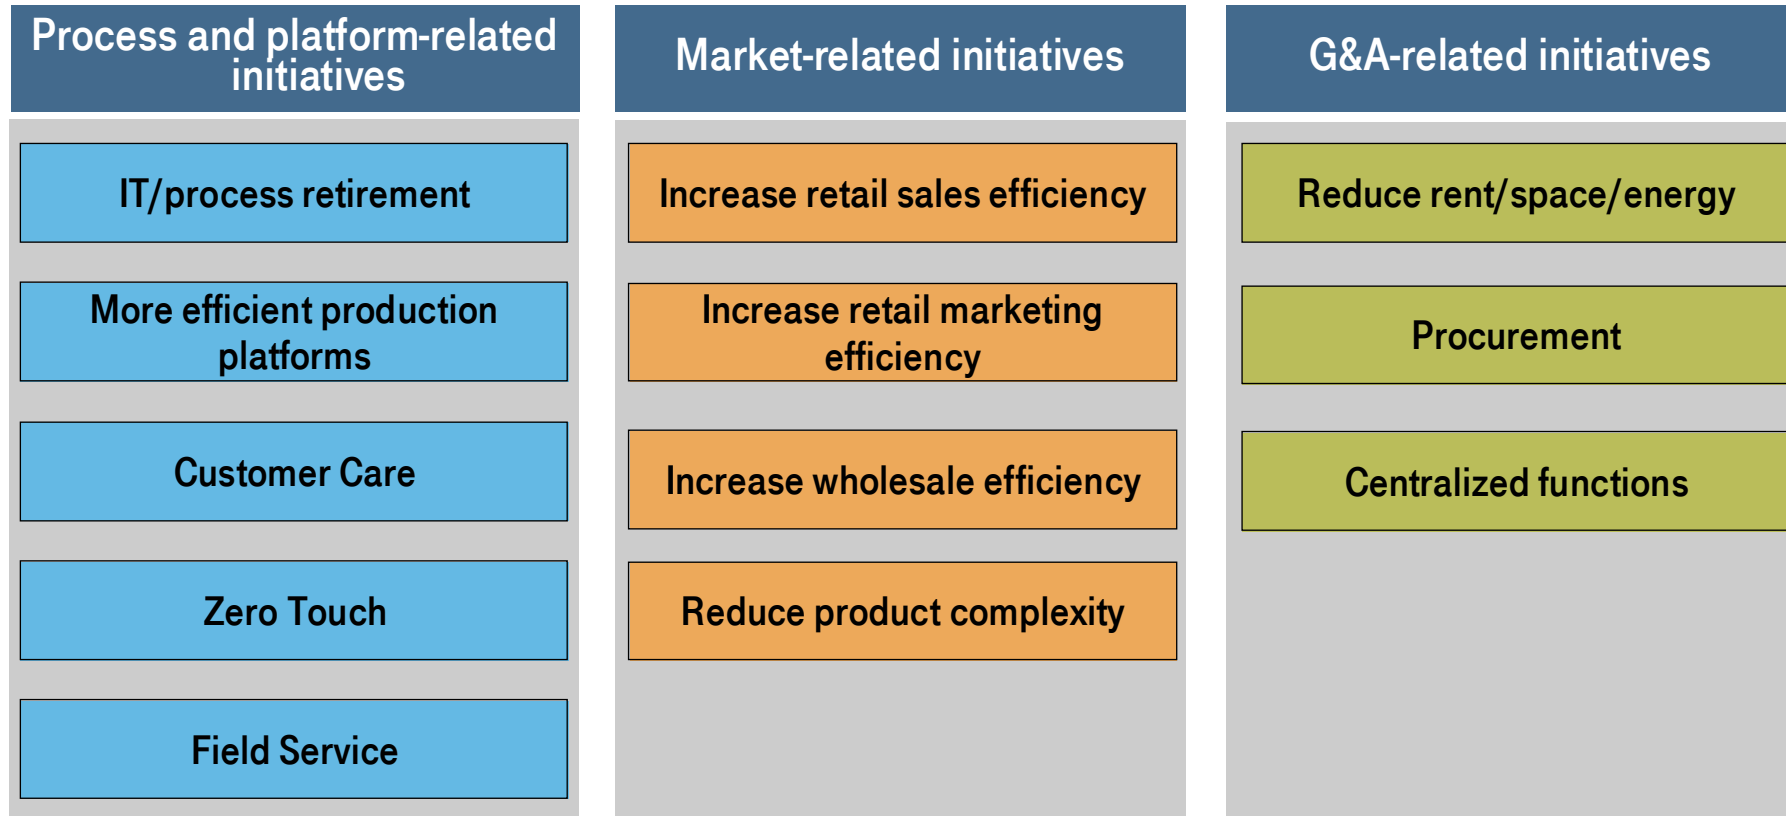 Process and platform-related
initiatives
IT/process retirement
More efficient production
platforms
Customer Care
Zero Touch
Field Service
Market-related initiatives
Increase retail sales efficiency
Increase retail marketing
efficiency
Increase wholesale efficiency
Reduce product complexity
G&A-related initiatives
Reduce rent/space/energy
Procurement
Centralized functions